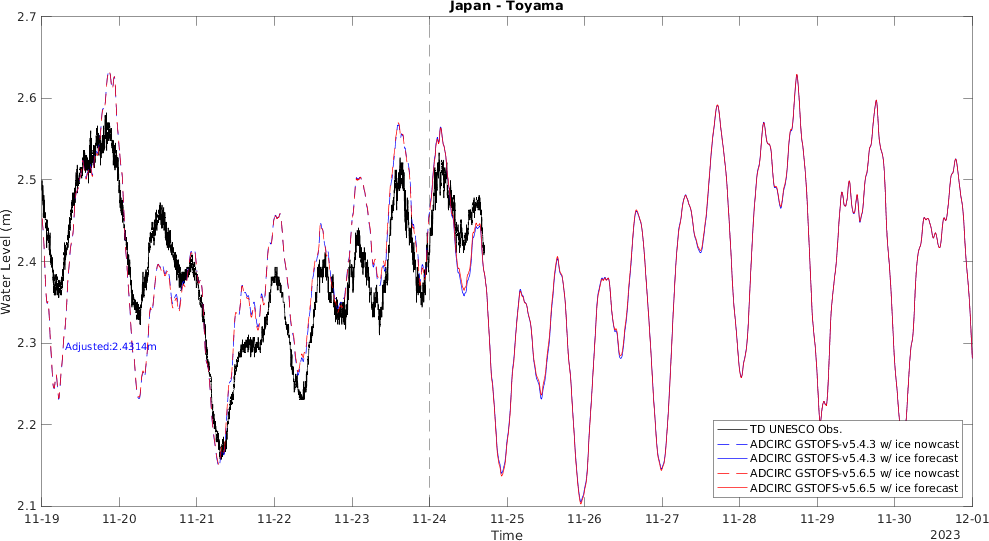 Japan - Toyama
2.7
2.6
2.5
2.4
2.3
2.2
2.1
Water Level (m)
Adjusted:2.4314m
TD UNESCO Obs.
ADCIRC GSTOFS-v5.4.3 w/ ice nowcast
ADCIRC GSTOFS-v5.4.3 w/ ice forecast
ADCIRC GSTOFS-v5.6.5 w/ ice nowcast
ADCIRC GSTOFS-v5.6.5 w/ ice forecast
11-19 11-20 11-21 11-22 11-23 11-24 11-25 11-26 11-27 11-28 11-29 11-30 12-01
Time
2023